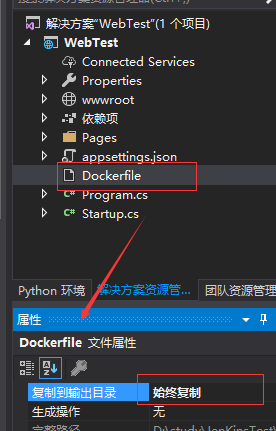 解决方案"WebTest"(1 个项目)
WebTest
Connected Services
Properties
wwwroot
依赖项
Pages
appsettings.json
Dockerfile
Program.cs
Startup.cs
Python 环境
解决方案资源管...
团队资源管理
属性
Dockerfile 文件属性
复制到输出目录
始终复制
生成操作
无